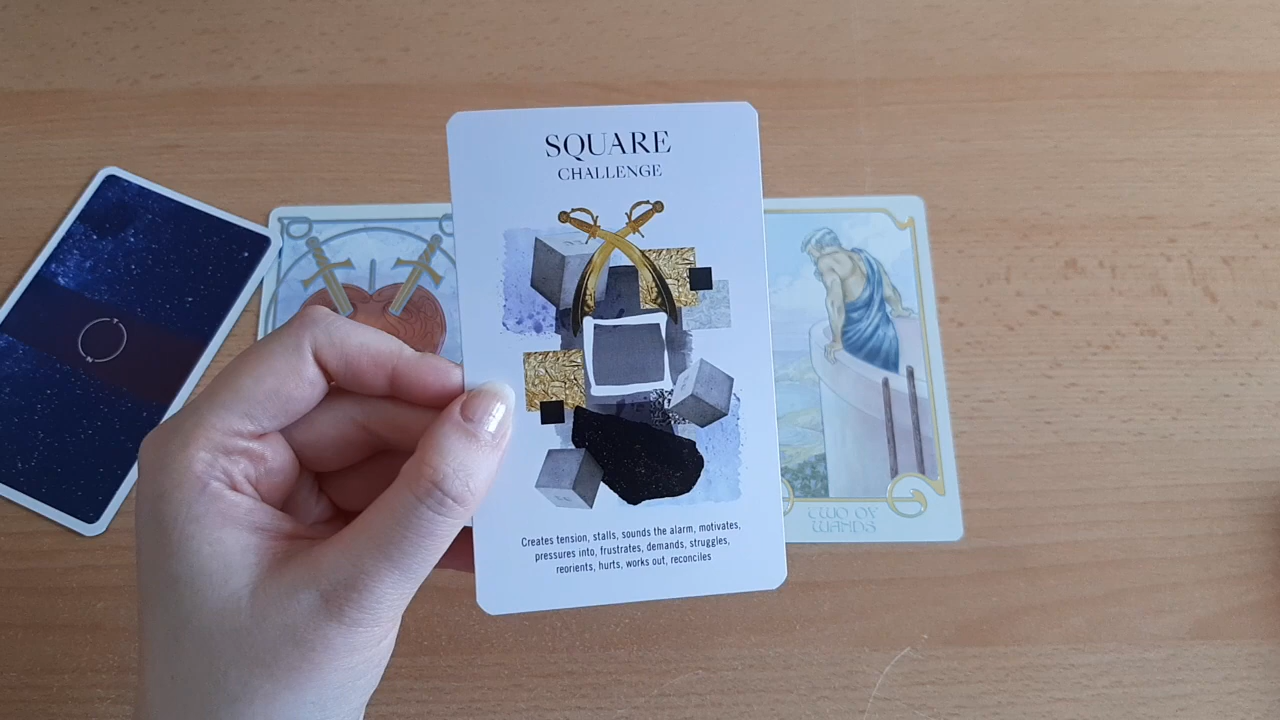 SQUARE
CHALLENGE
Creates tension, stalls, sounds the alarm, motivates,
pressures into, frustrates, demands, struggles,
reorients, hurts, works out, reconciles
TWO OF
WANDS